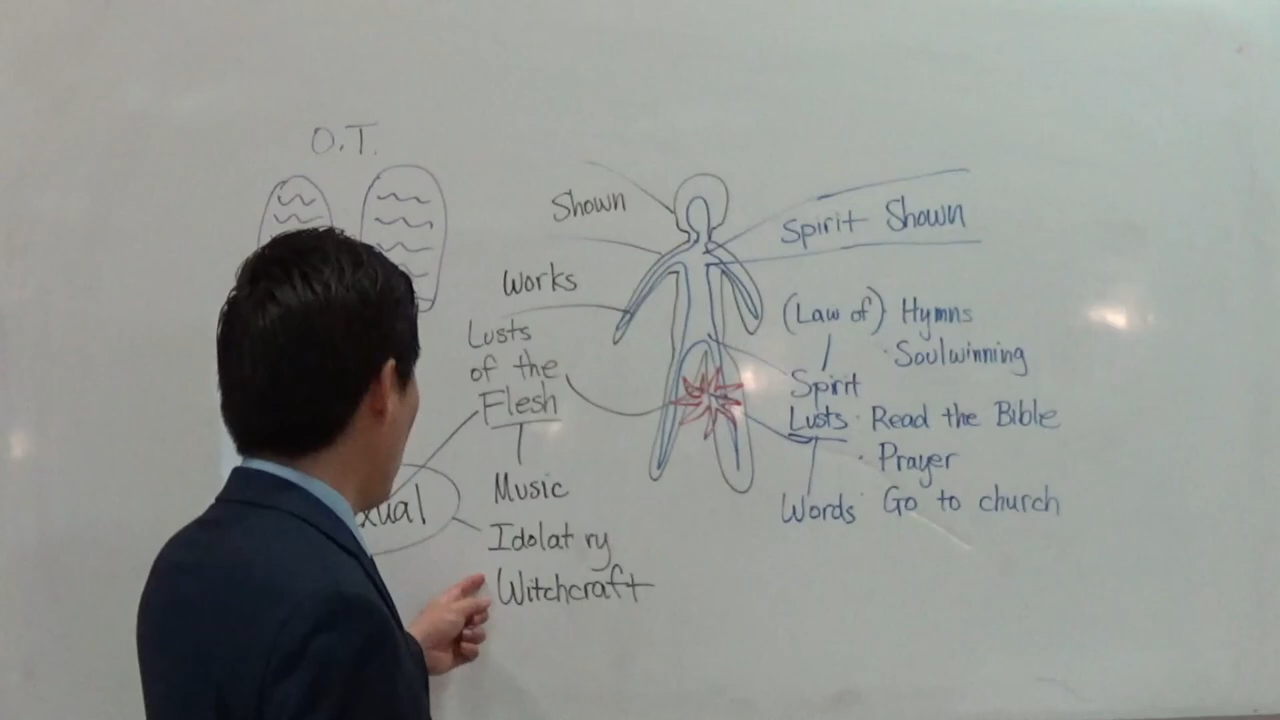 O.T.
Shown
Works
Lusts
of the
Flesh
Music
Idolatry
Witchcraft
Spirit Shown
(Law of) Hymns
· Soulwinning
Spirit
Lusts · Read the Bible
· Prayer
Words · Go to church